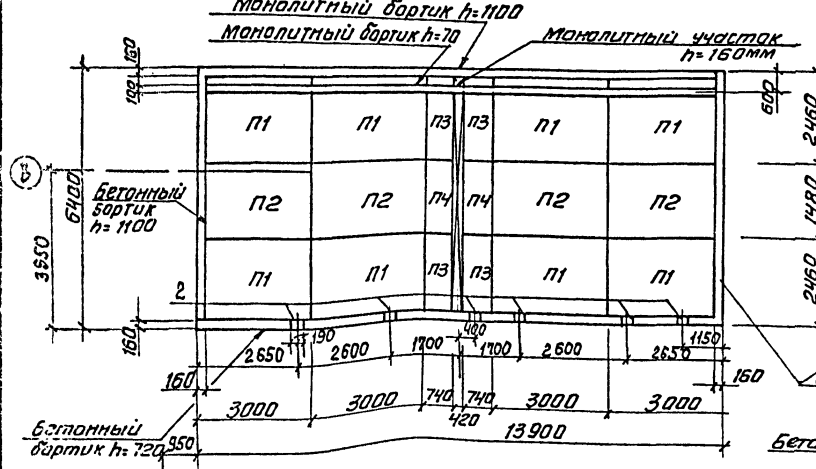 Монолитный бортик h=1100
Монолитный бортик h=70
Монолитный участок
h=160мм
160
100
600
П1 П1 П3 П3 П1 П1
2460
Бетонный
бортик
h=1100
6400
3650
П2 П2 П4 П4 П2 П2
1480
П1 П1 П3 П3 П1 П1
2460
2
160
190
400
1150
2650 2600 1700 1700 2600 2650
160
160
3000 3000 740 740 3000 3000
420
13900
Бетонный
бортик h=720
950
Бето